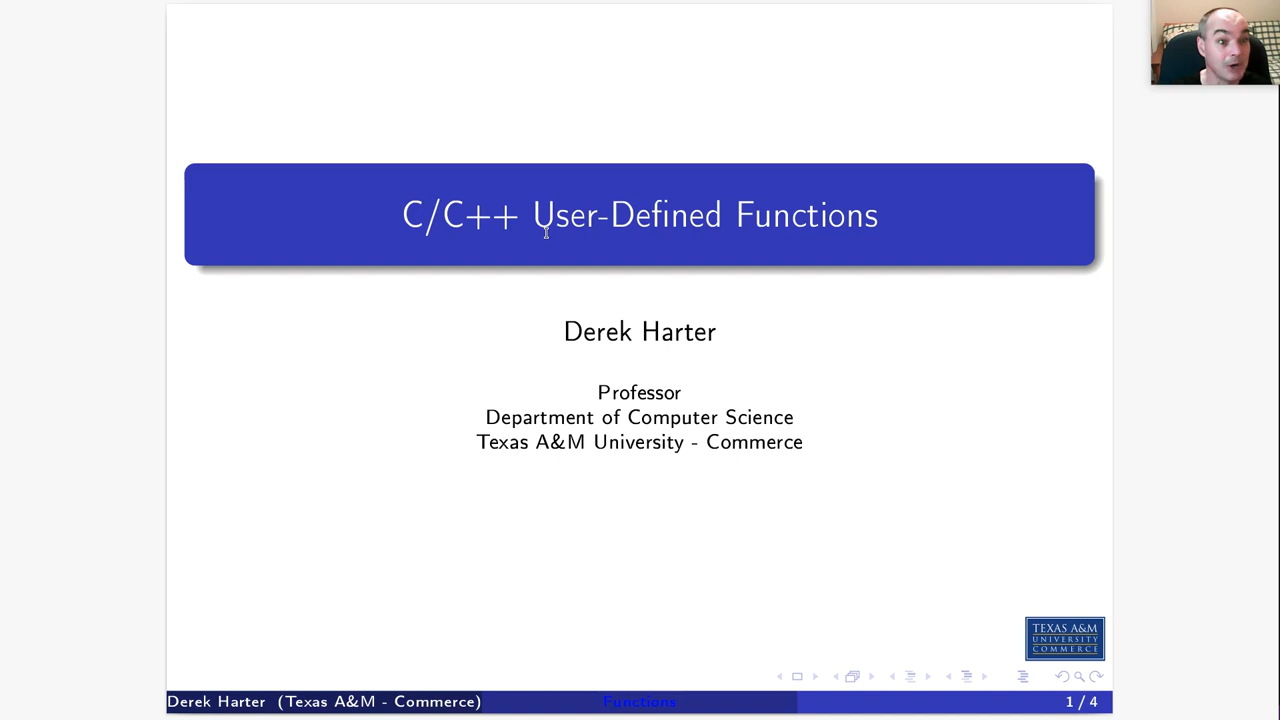 C/C++ User-Defined Functions
Derek Harter
Professor
Department of Computer Science
Texas A&M University - Commerce
TEXAS A&M
UNIVERSITY
COMMERCE
Derek Harter (Texas A&M - Commerce)
Functions
1 / 4